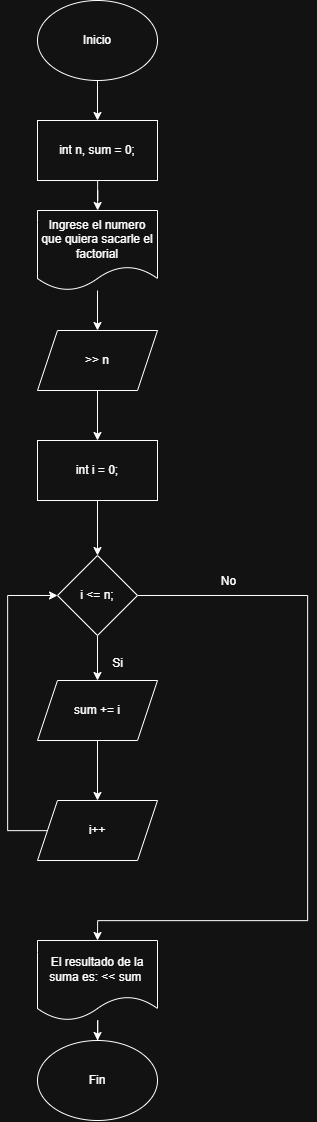 Inicio
int n, sum = 0;
Ingrese el numero
que quiera sacarle el
factorial
>> n
int i = 0;
i <= n;
No
Si
sum += i
i++
El resultado de la
suma es: << sum
Fin